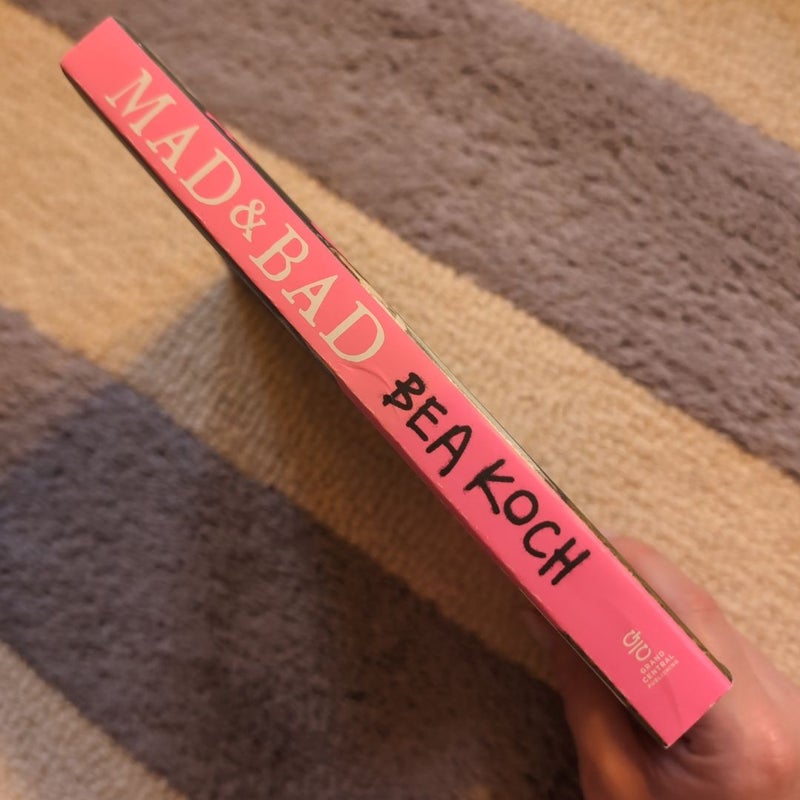 MAD & BAD
BEA KOCH
GRAND
CENTRAL
PUBLISHING